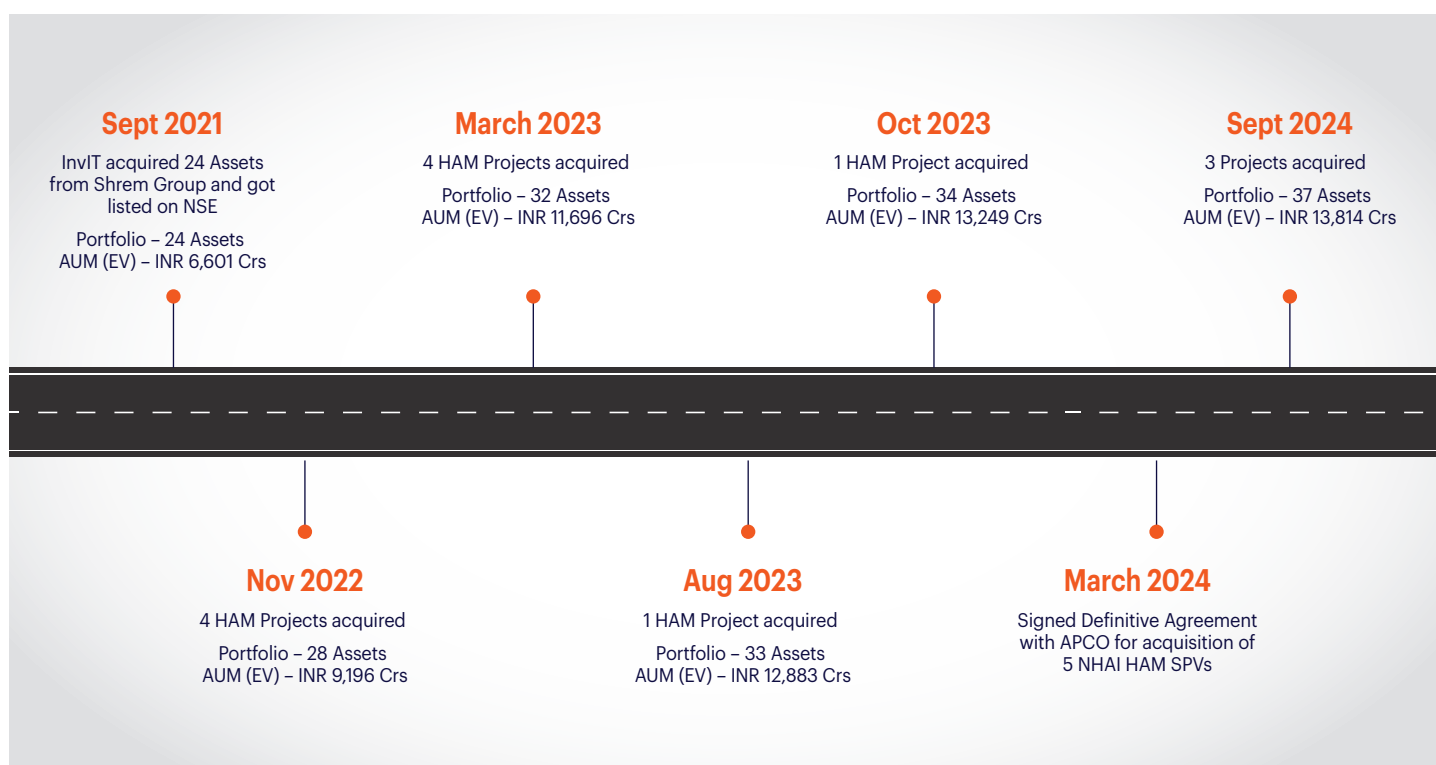 Sept 2021
InvIT acquired 24 Assets
from Shrem Group and got
listed on NSE
Portfolio – 24 Assets
AUM (EV) – INR 6,601 Crs
March 2023
4 HAM Projects acquired
Portfolio – 32 Assets
AUM (EV) – INR 11,696 Crs
Oct 2023
1 HAM Project acquired
Portfolio – 34 Assets
AUM (EV) – INR 13,249 Crs
Sept 2024
3 Projects acquired
Portfolio – 37 Assets
AUM (EV) – INR 13,814 Crs
Nov 2022
4 HAM Projects acquired
Portfolio – 28 Assets
AUM (EV) – INR 9,196 Crs
Aug 2023
1 HAM Project acquired
Portfolio – 33 Assets
AUM (EV) – INR 12,883 Crs
March 2024
Signed Definitive Agreement
with APCO for acquisition of
5 NHAI HAM SPVs